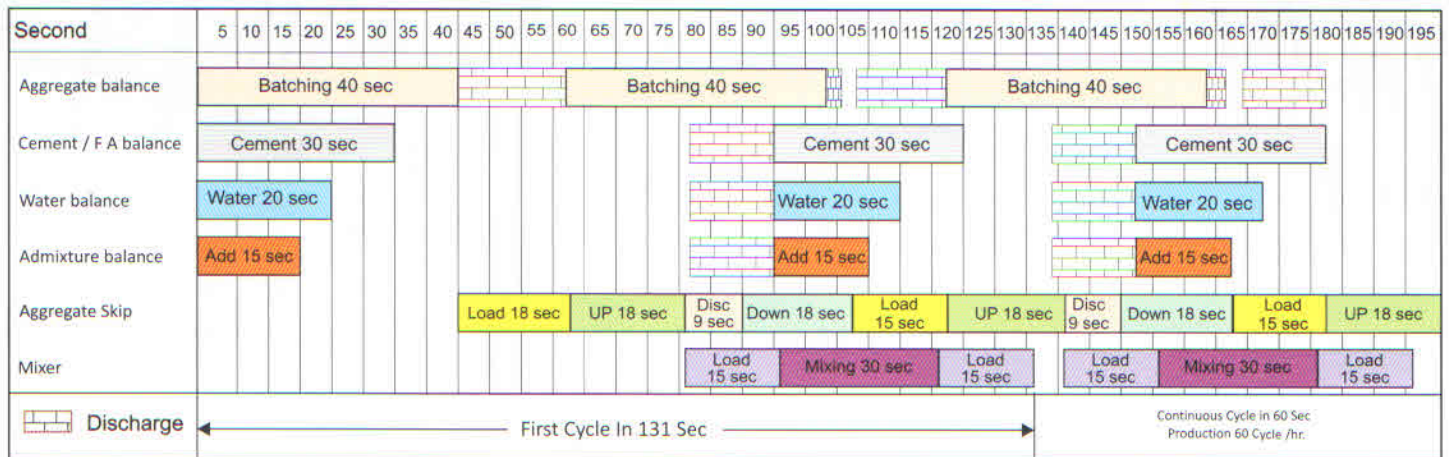 Second 5 10 15 20 25 30 35 40 45 50 55 60 65 70 75 80 85 90 95 100 105 110 115 120 125 130 135 140 145 150 155 160 165 170 175 180 185 190 195
Aggregate balance Batching 40 sec Batching 40 sec Batching 40 sec
Cement / F A balance Cement 30 sec Cement 30 sec Cement 30 sec
Water balance Water 20 sec Water 20 sec Water 20 sec
Admixture balance Add 15 sec Add 15 sec Add 15 sec
Aggregate Skip Load 18 sec UP 18 sec Disc 9 sec Down 18 sec Load 15 sec UP 18 sec Disc 9 sec Down 18 sec Load 15 sec UP 18 sec
Mixer Load 15 sec Mixing 30 sec Load 15 sec Load 15 sec Mixing 30 sec Load 15 sec
Discharge First Cycle In 131 Sec
Continuous Cycle in 60 Sec
Production 60 Cycle /hr.